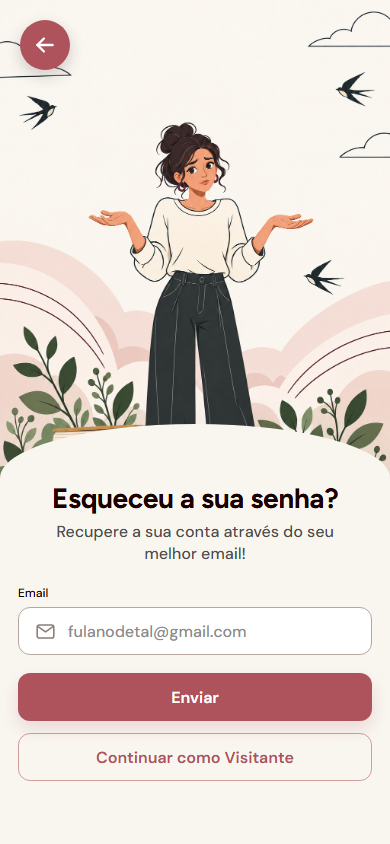 Esqueceu a sua senha?
Recupere a sua conta através do seu
melhor email!
Email
fulanodetal@gmail.com
Enviar
Continuar como Visitante